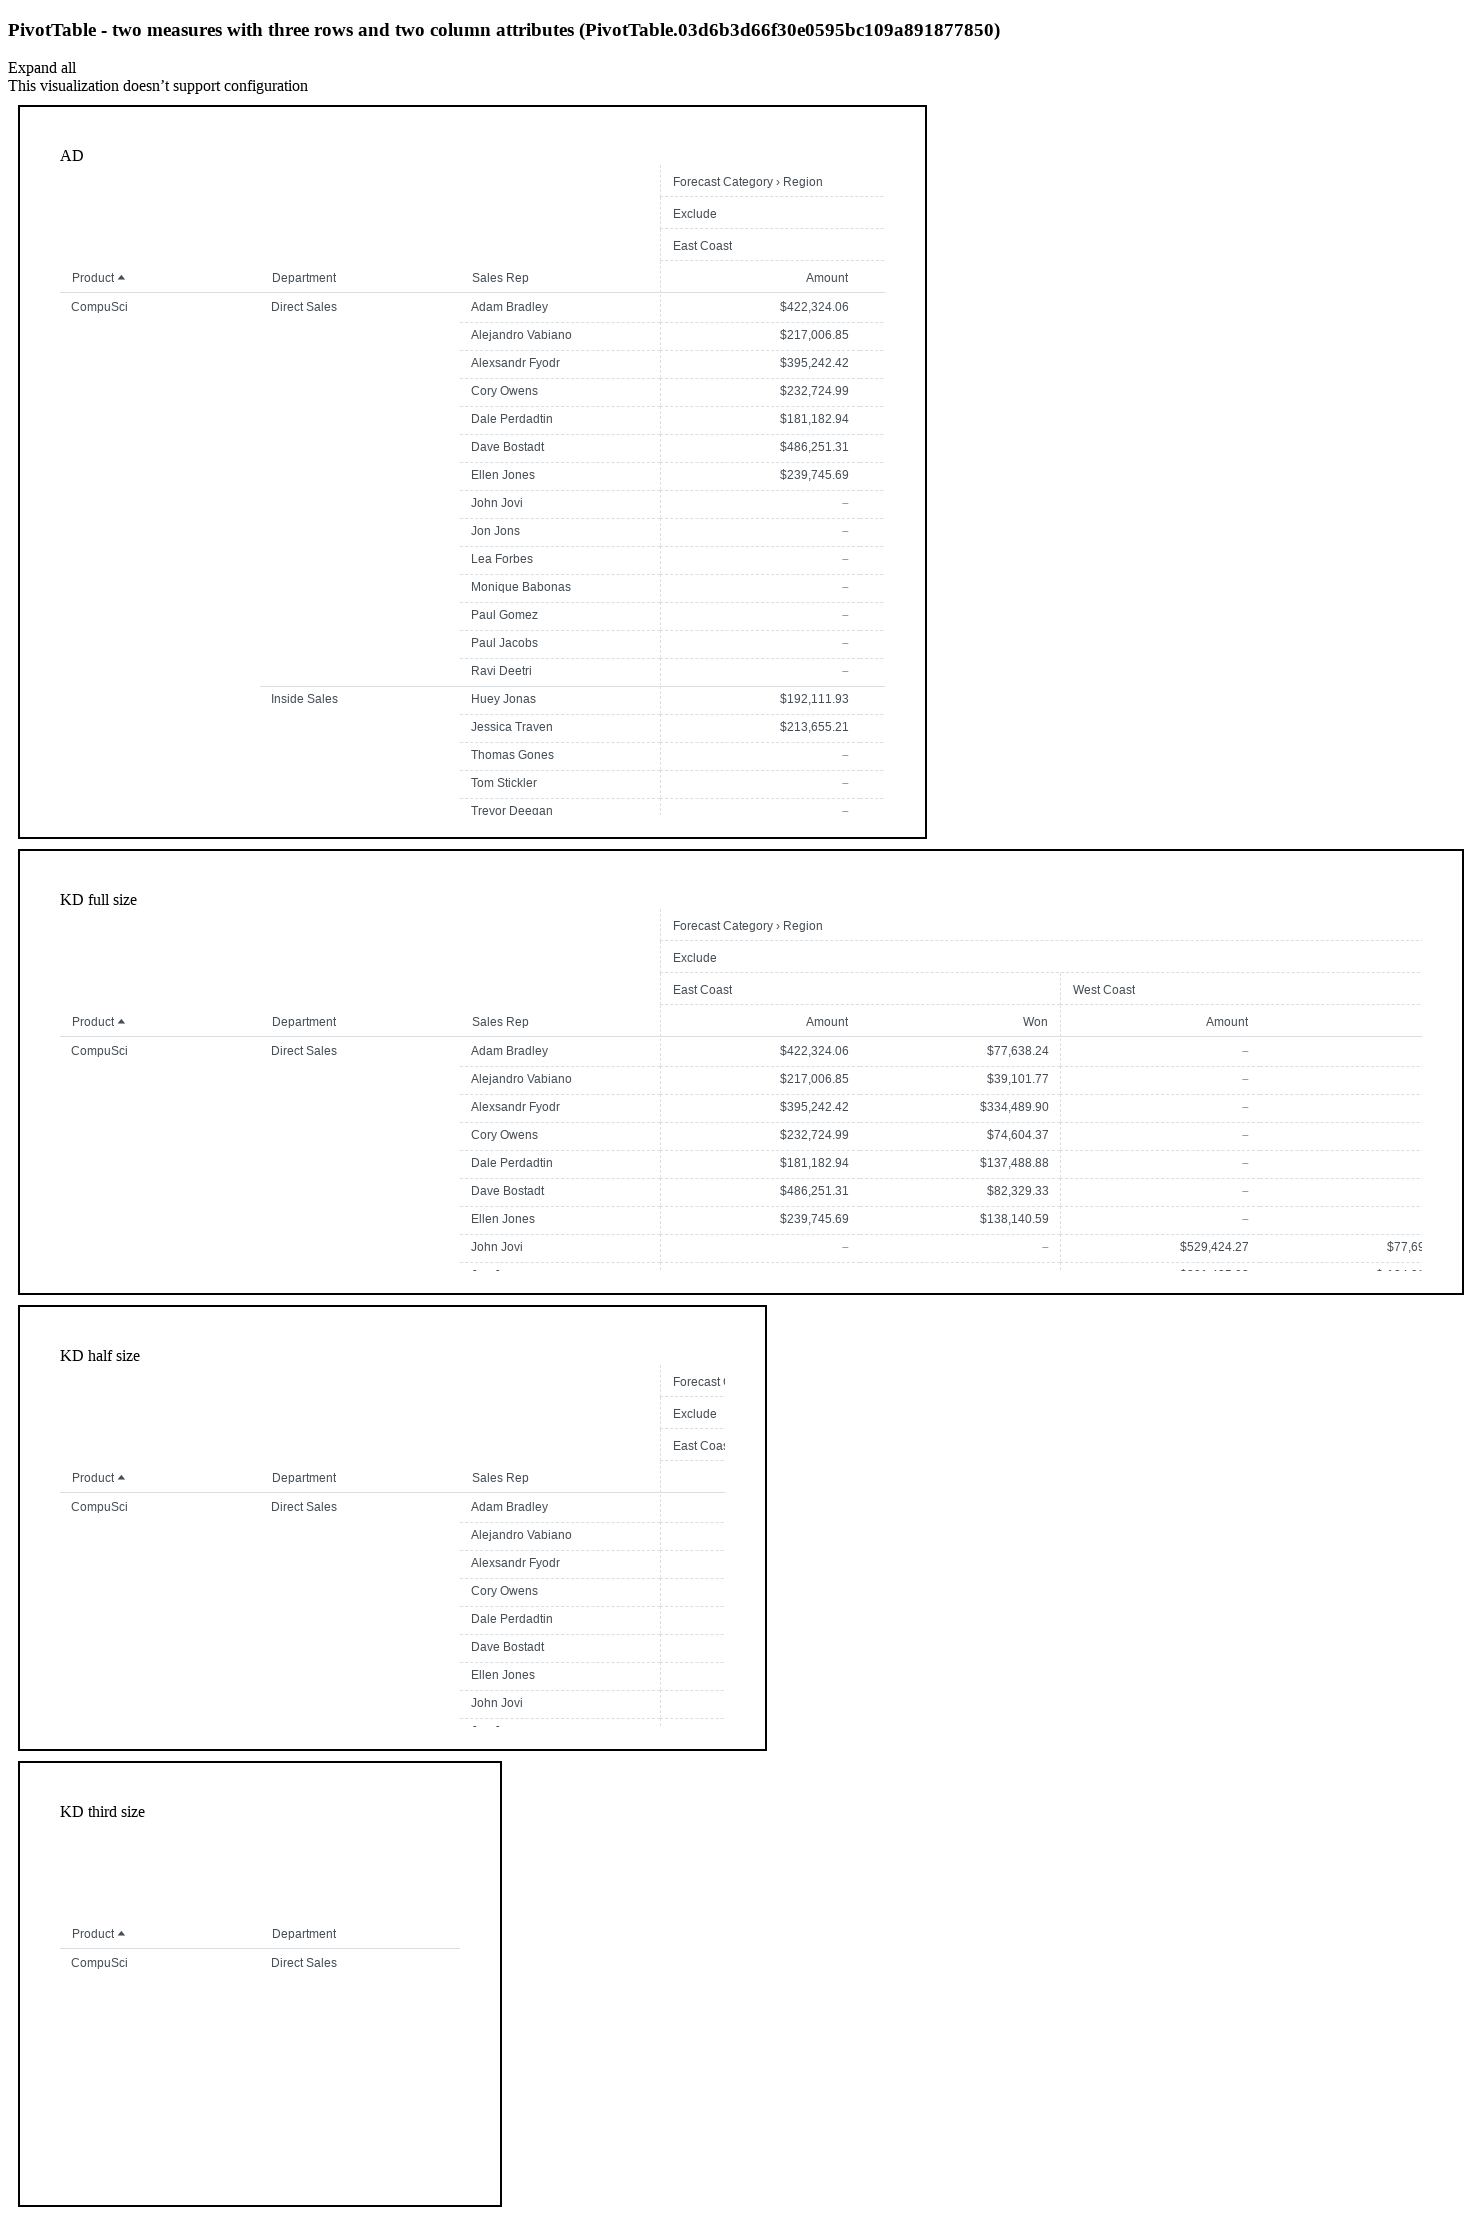 PivotTable - two measures with three rows and two column attributes (PivotTable.03d6b3d66f30e0595bc109a891877850)
Expand all
This visualization doesn’t support configuration
AD
Forecast Category › Region
Exclude
East Coast
Product Department Sales Rep Amount
CompuSci Direct Sales Adam Bradley $422,324.06
Alejandro Vabiano $217,006.85
Alexsandr Fyodr $395,242.42
Cory Owens $232,724.99
Dale Perdadtin $181,182.94
Dave Bostadt $486,251.31
Ellen Jones $239,745.69
John Jovi –
Jon Jons –
Lea Forbes –
Monique Babonas –
Paul Gomez –
Paul Jacobs –
Ravi Deetri –
Inside Sales Huey Jonas $192,111.93
Jessica Traven $213,655.21
Thomas Gones –
Tom Stickler –
Trevor Deegan –
KD full size
Forecast Category › Region
Exclude
East Coast West Coast
Product Department Sales Rep Amount Won Amount
CompuSci Direct Sales Adam Bradley $422,324.06 $77,638.24 –
Alejandro Vabiano $217,006.85 $39,101.77 –
Alexsandr Fyodr $395,242.42 $334,489.90 –
Cory Owens $232,724.99 $74,604.37 –
Dale Perdadtin $181,182.94 $137,488.88 –
Dave Bostadt $486,251.31 $82,329.33 –
Ellen Jones $239,745.69 $138,140.59 –
John Jovi – – $529,424.27 $77,69
KD half size
Forecast
Exclude
East Coas
Product Department Sales Rep
CompuSci Direct Sales Adam Bradley
Alejandro Vabiano
Alexsandr Fyodr
Cory Owens
Dale Perdadtin
Dave Bostadt
Ellen Jones
John Jovi
KD third size
Product Department
CompuSci Direct Sales